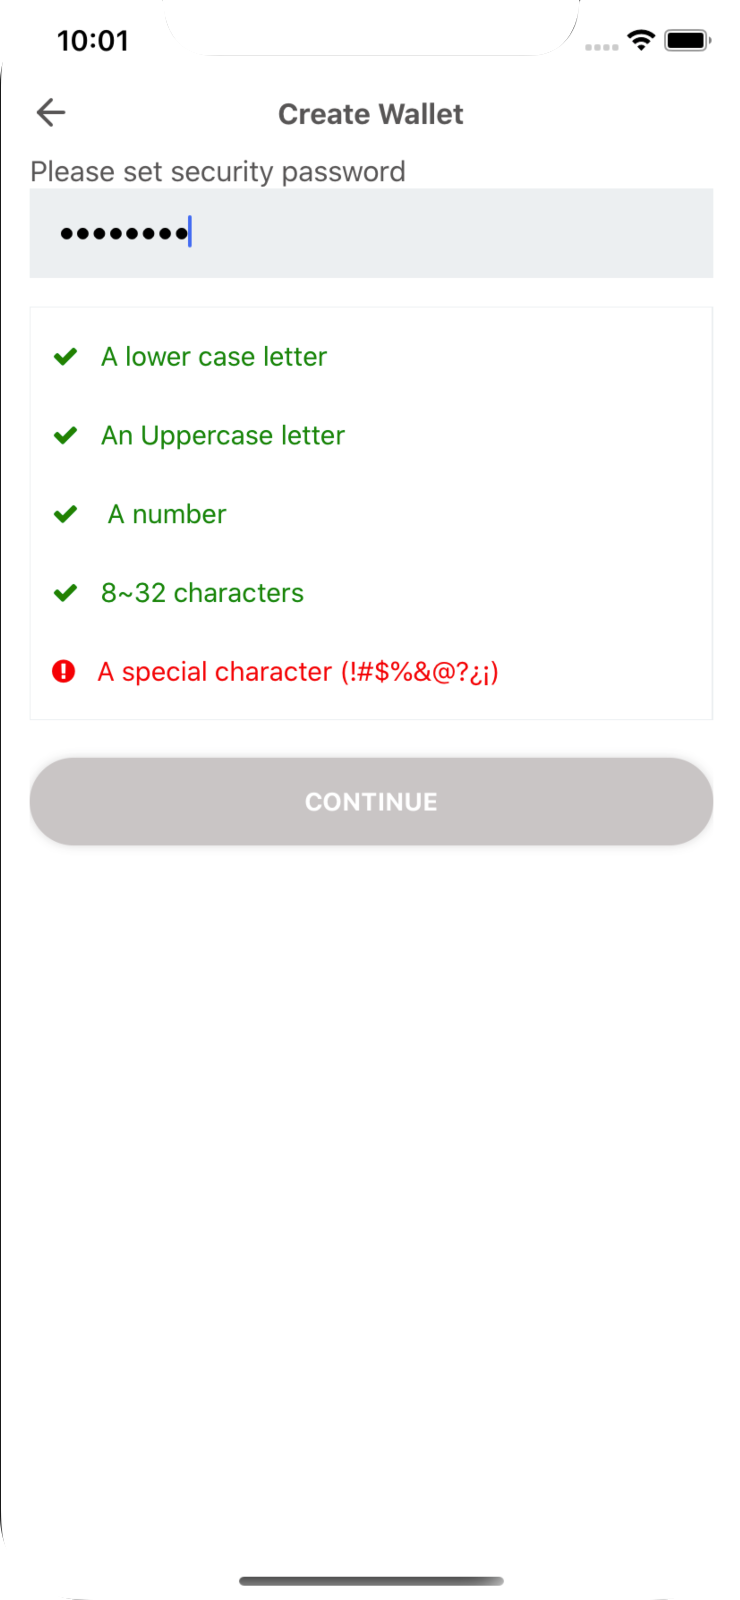 10:01
Create Wallet
Please set security password
••••••••
A lower case letter
An Uppercase letter
A number
8~32 characters
A special character (!#$%&@?¿¡)
CONTINUE